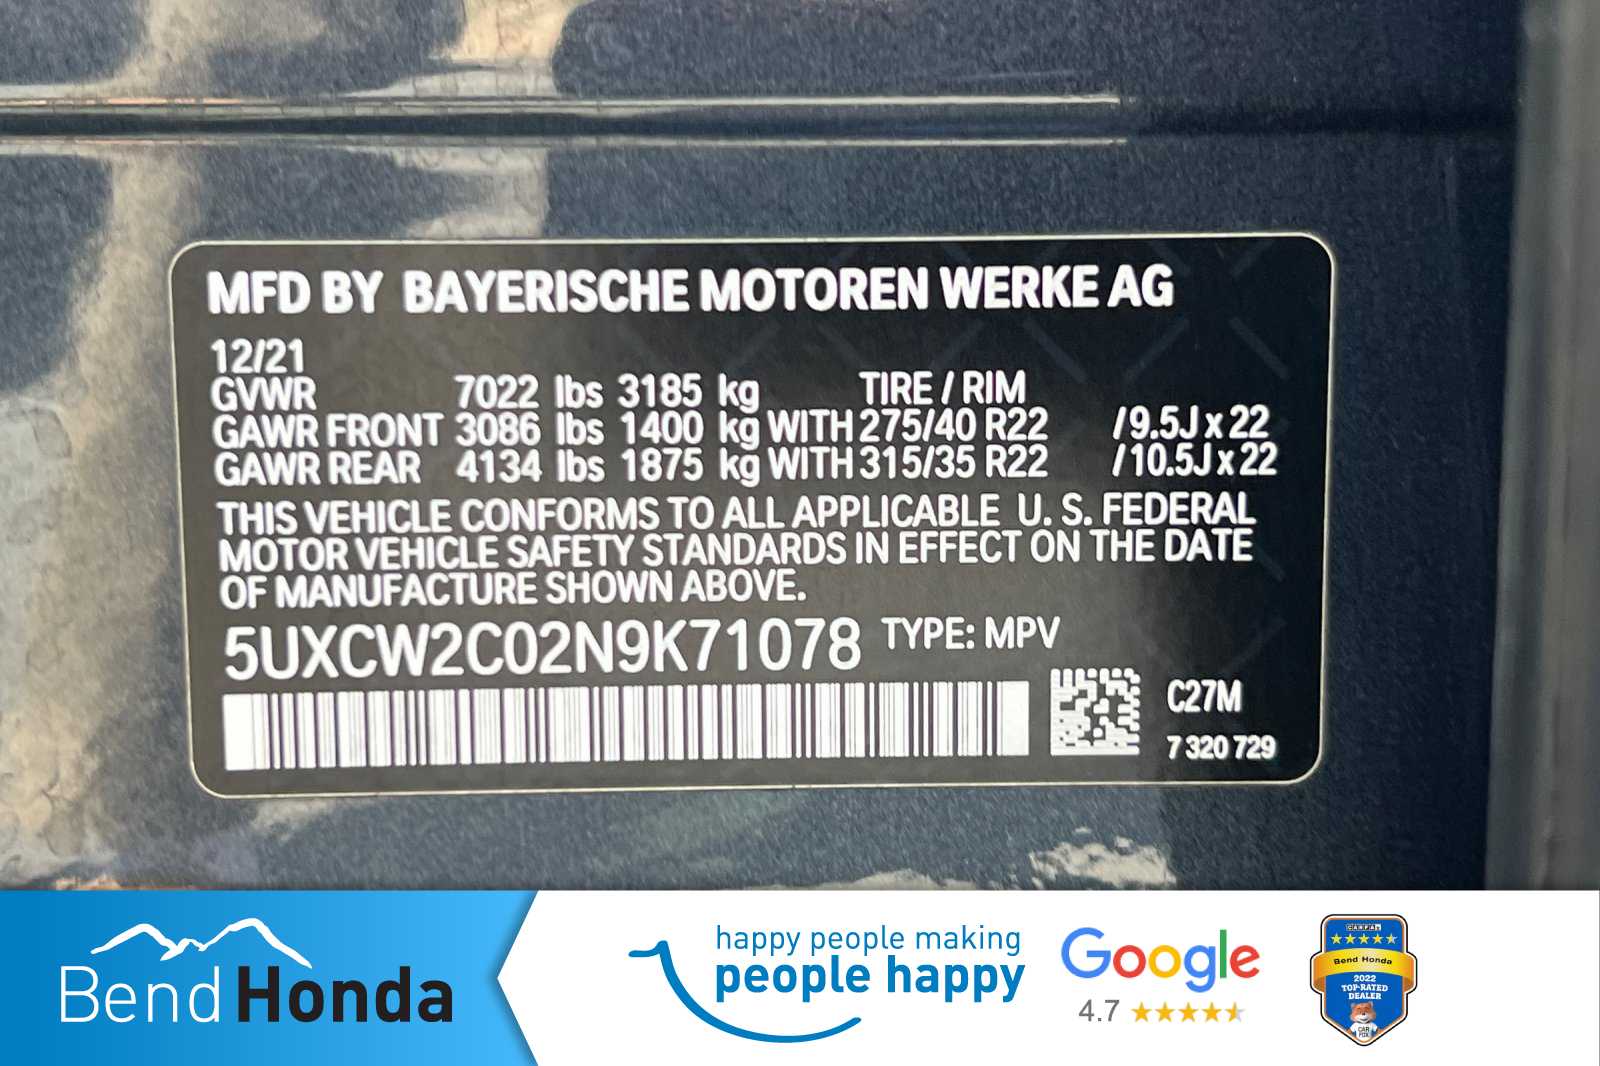 MFD BY BAYERISCHE MOTOREN WERKE AG
12/21
GVWR 7022 lbs 3185 kg TIRE / RIM
GAWR FRONT 3086 lbs 1400 kg WITH 275/40 R22 /9.5J x 22
GAWR REAR 4134 lbs 1875 kg WITH 315/35 R22 /10.5J x 22
THIS VEHICLE CONFORMS TO ALL APPLICABLE U. S. FEDERAL
MOTOR VEHICLE SAFETY STANDARDS IN EFFECT ON THE DATE
OF MANUFACTURE SHOWN ABOVE.
5UXCW2C02N9K71078 TYPE: MPV
C27M
7 320 729
Bend Honda
happy people making
people happy
Google
4.7
CARFAX
Bend Honda
2022
TOP-RATED
DEALER
CAR
FOX